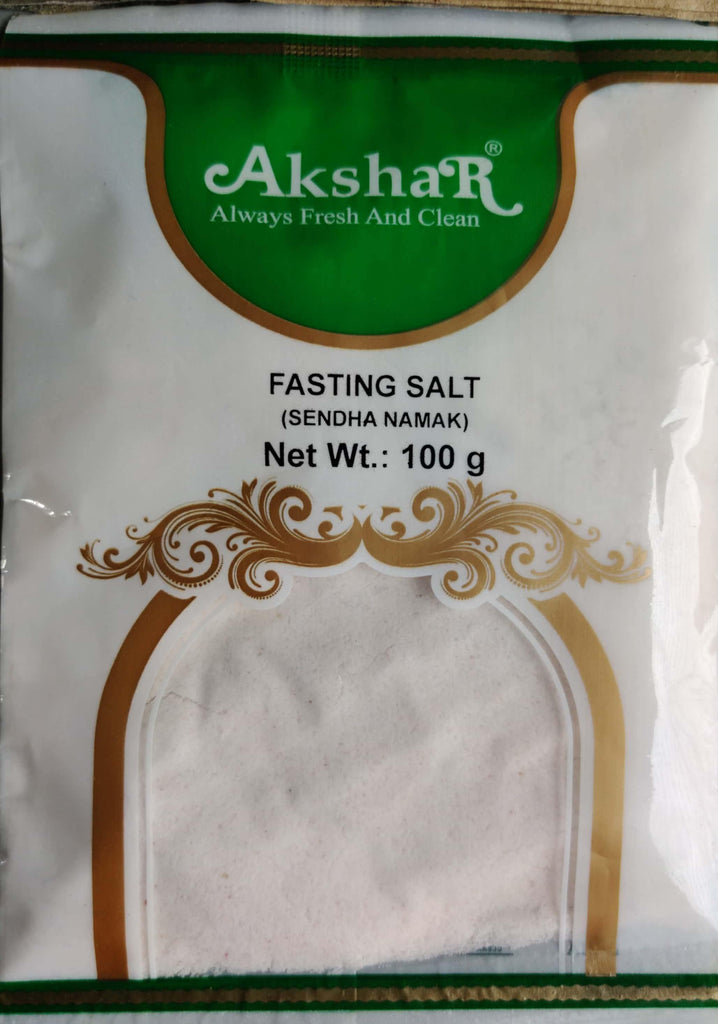 Akshar®
Always Fresh And Clean
FASTING SALT
(SENDHA NAMAK)
Net Wt.: 100 g